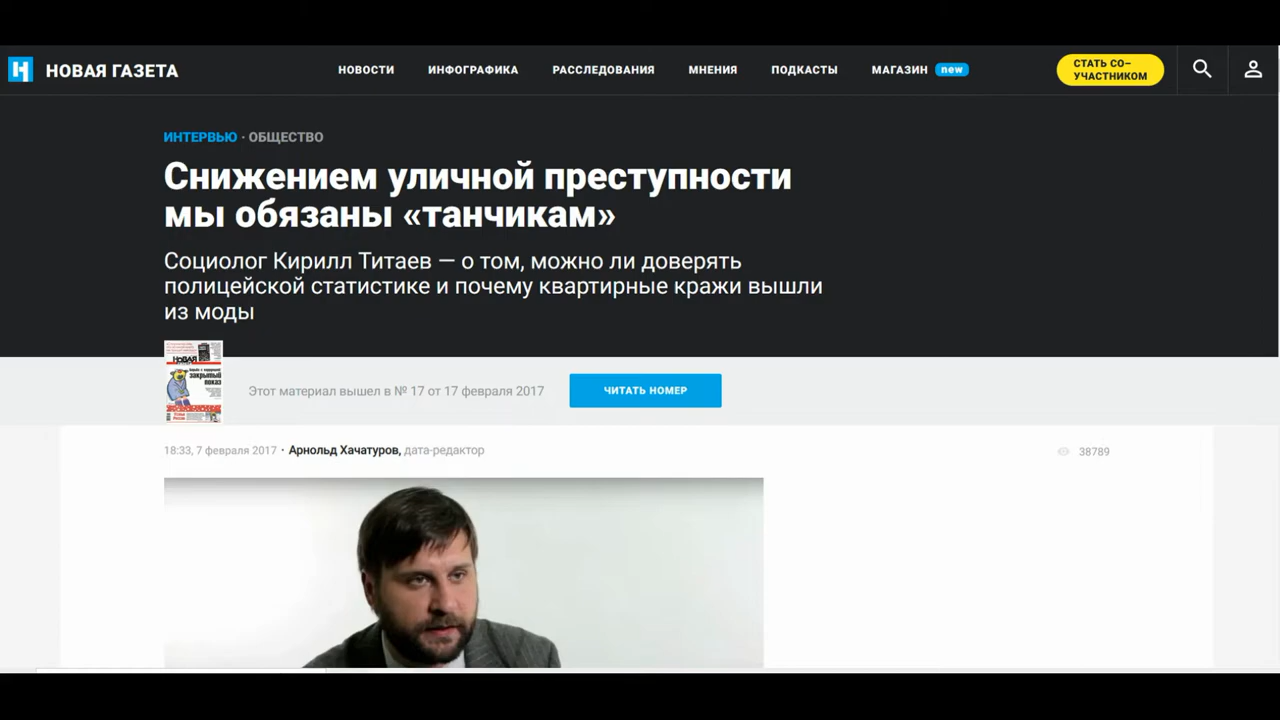 НОВАЯ ГАЗЕТА
НОВОСТИ
ИНФОГРАФИКА
РАССЛЕДОВАНИЯ
МНЕНИЯ
ПОДКАСТЫ
МАГАЗИН new
СТАТЬ СО–
УЧАСТНИКОМ
ИНТЕРВЬЮ · ОБЩЕСТВО
Снижением уличной преступности
мы обязаны «танчикам»
Социолог Кирилл Титаев — о том, можно ли доверять
полицейской статистике и почему квартирные кражи вышли
из моды
закрытый
показ
Этот материал вышел в № 17 от 17 февраля 2017
ЧИТАТЬ НОМЕР
18:33, 7 февраля 2017 · Арнольд Хачатуров, дата-редактор
38789